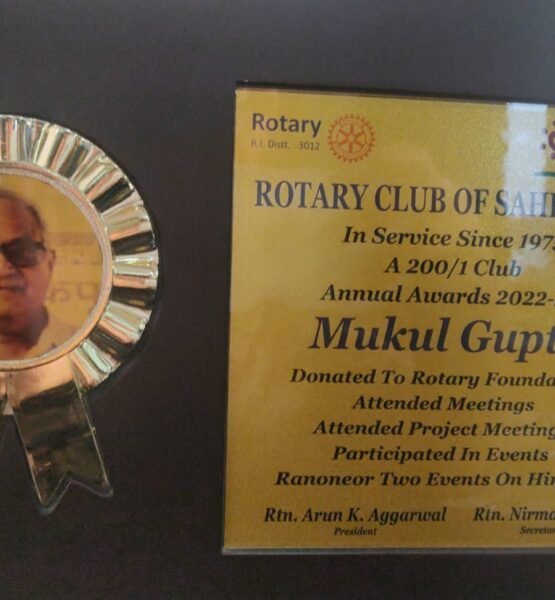 Rotary
R.I. Distt. : 3012
ROTARY CLUB OF SAH
In Service Since 197
A 200/1 Club
Annual Awards 2022-
Mukul Gupt
Donated To Rotary Founda
Attended Meetings
Attended Project Meeting
Participated In Events
Ranoneor Two Events On Hi
Rtn. Arun K. Aggarwal Rtn. Nirma
President Secretar